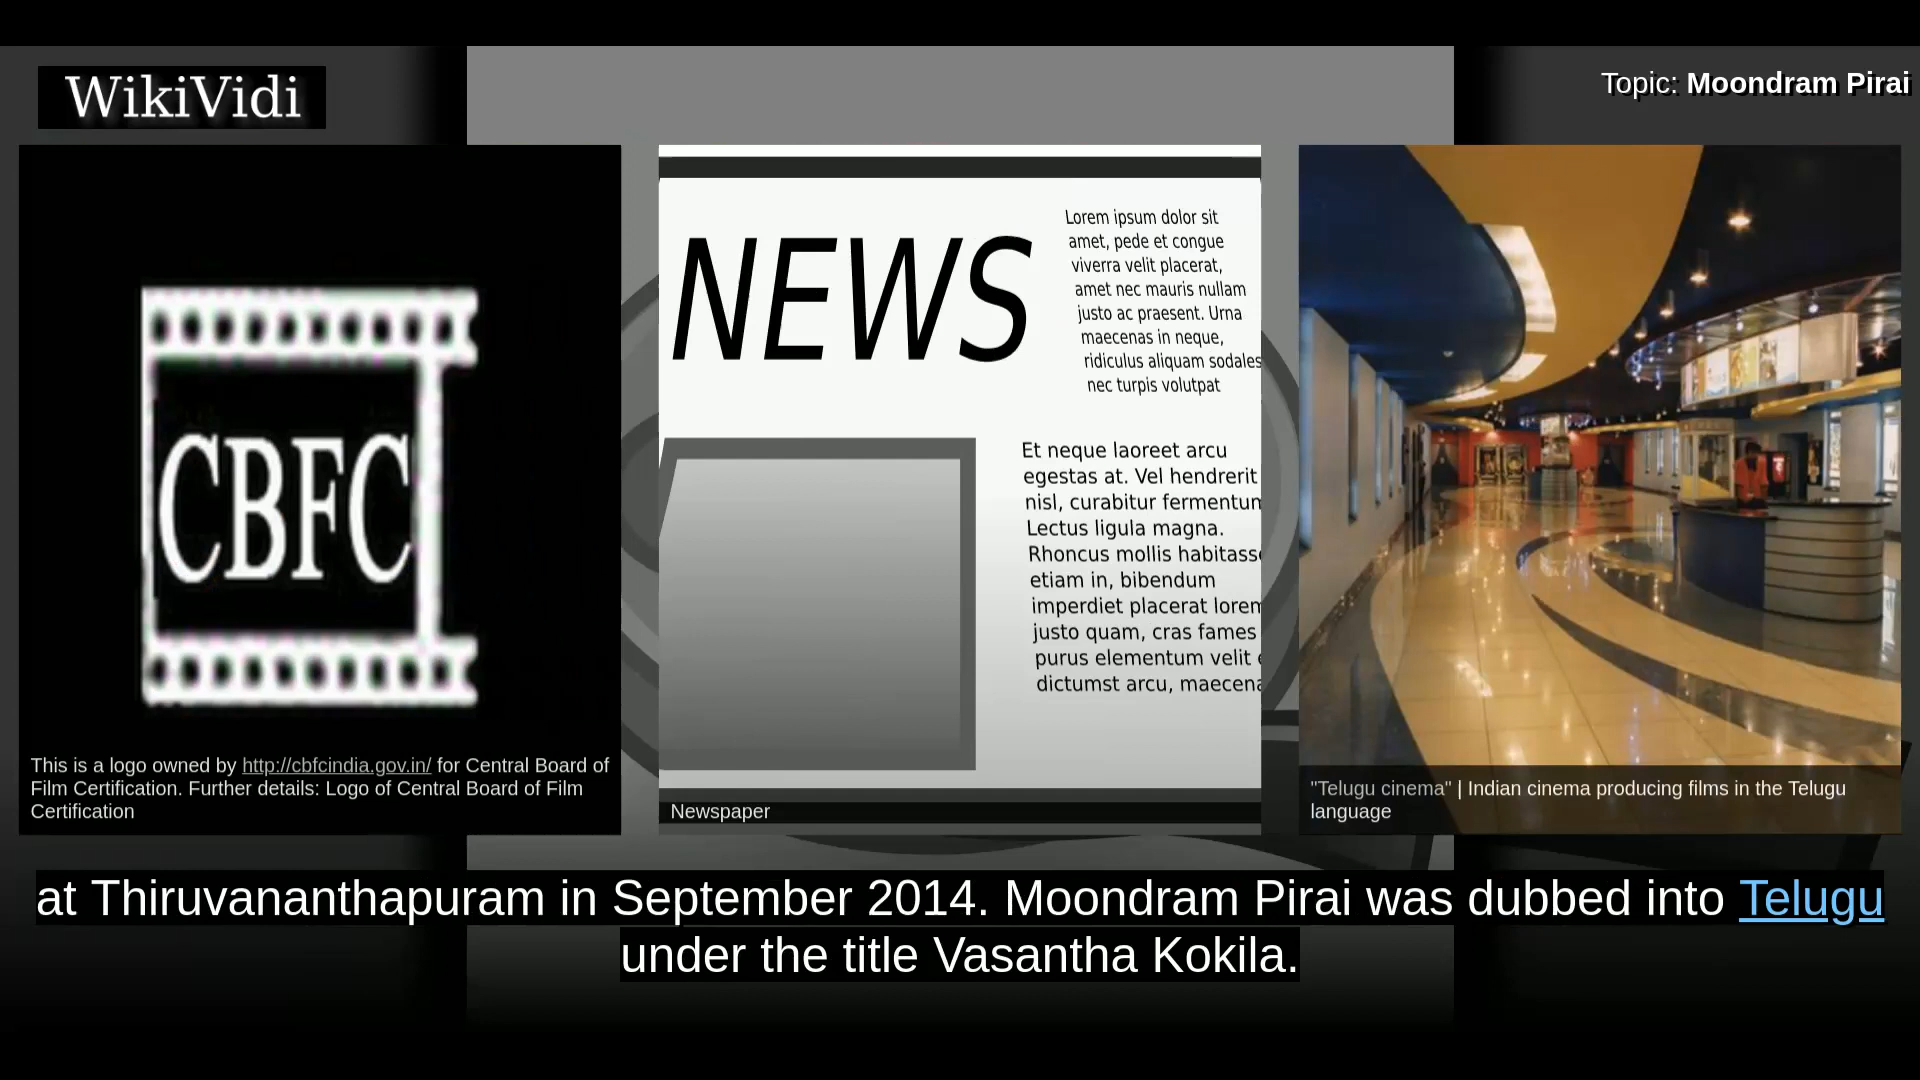 WikiVidi
Topic: Moondram Pirai
CBFC
This is a logo owned by http://cbfcindia.gov.in/ for Central Board of
Film Certification. Further details: Logo of Central Board of Film
Certification
NEWS
Lorem ipsum dolor sit
amet, pede et congue
viverra velit placerat,
amet nec mauris nullam
justo ac praesent. Urna
maecenas in neque,
ridiculus aliquam sodales
nec turpis volutpat
Et neque laoreet arcu
egestas at. Vel hendrerit
nisl, curabitur fermentum
Lectus ligula magna.
Rhoncus mollis habitasse
etiam in, bibendum
imperdiet placerat lorem
justo quam, cras fames
purus elementum velit
dictumst arcu, maecena
Newspaper
"Telugu cinema" | Indian cinema producing films in the Telugu
language
at Thiruvananthapuram in September 2014. Moondram Pirai was dubbed into Telugu
under the title Vasantha Kokila.